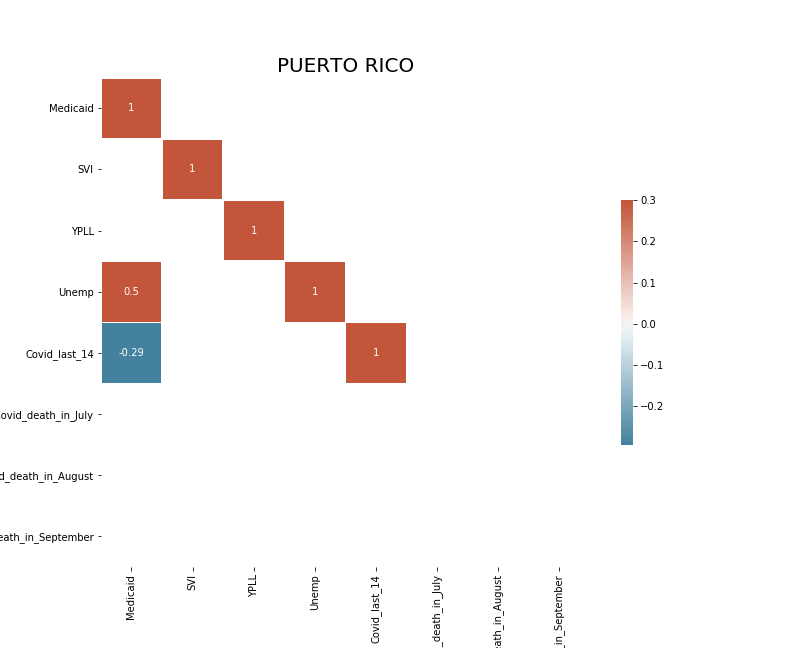 PUERTO RICO
Medicaid
1
SVI
1
YPLL
1
Unemp
0.5
1
Covid_last_14
-0.29
1
ovid_death_in_July
d_death_in_August
eath_in_September
Medicaid
SVI
YPLL
Unemp
Covid_last_14
_death_in_July
ath_in_August
_in_September
0.3
0.2
0.1
0.0
−0.1
−0.2